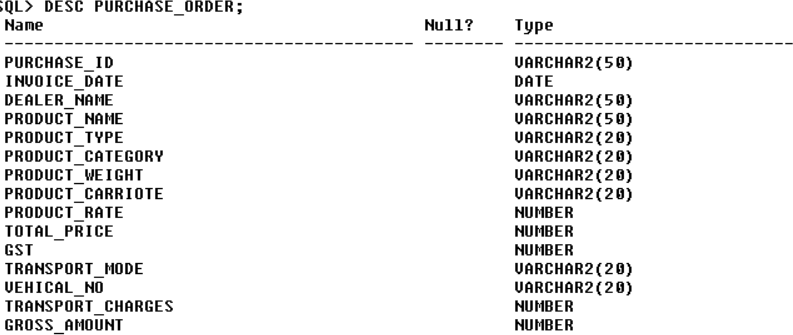 SQL> DESC PURCHASE_ORDER;
Name Null? Type
----------------------------------------- -------- ----------------------------
PURCHASE_ID VARCHAR2(50)
INVOICE_DATE DATE
DEALER_NAME VARCHAR2(50)
PRODUCT_NAME VARCHAR2(50)
PRODUCT_TYPE VARCHAR2(20)
PRODUCT_CATEGORY VARCHAR2(20)
PRODUCT_WEIGHT VARCHAR2(20)
PRODUCT_CARRIOTE VARCHAR2(20)
PRODUCT_RATE NUMBER
TOTAL_PRICE NUMBER
GST NUMBER
TRANSPORT_MODE VARCHAR2(20)
VEHICAL_NO VARCHAR2(20)
TRANSPORT_CHARGES NUMBER
GROSS_AMOUNT NUMBER